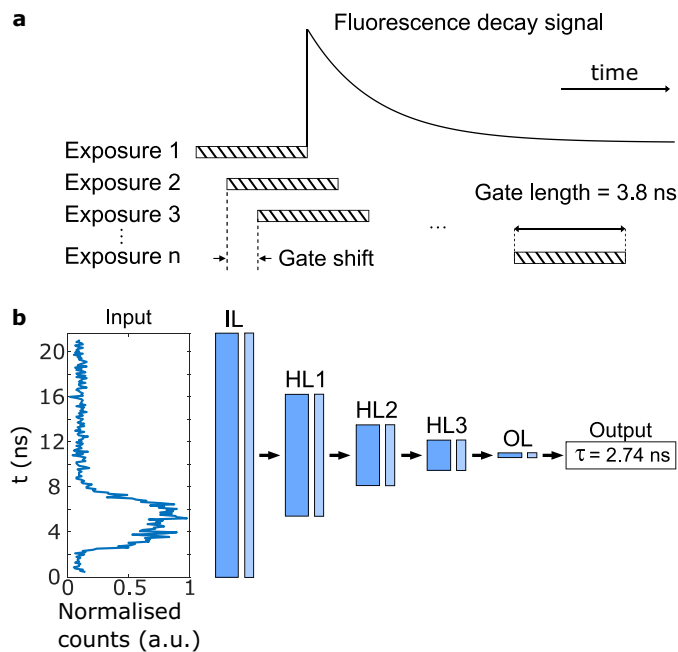 a
Fluorescence decay signal
time
Exposure 1
Exposure 2
Exposure 3
⋮
Exposure n
Gate shift
...
Gate length = 3.8 ns
b
Input
IL
HL1
HL2
HL3
OL
Output
τ = 2.74 ns
20
16
12
8
4
0
t (ns)
0 0.5 1
Normalised
counts (a.u.)